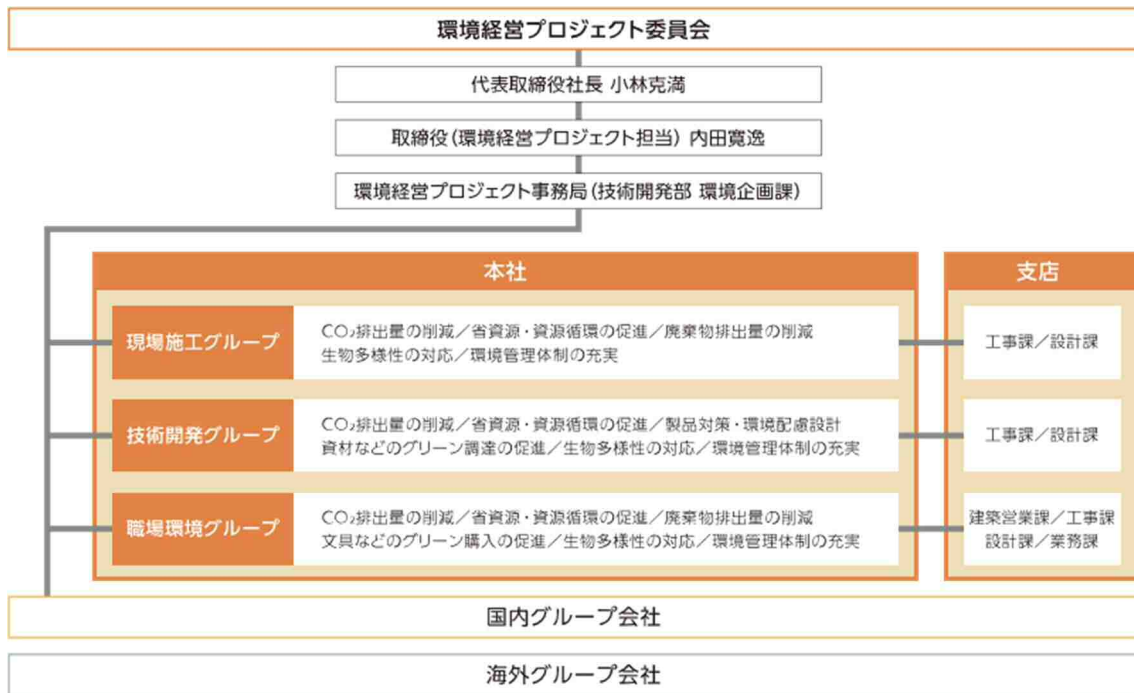 環境経営プロジェクト委員会
代表取締役社長 小林克満
取締役(環境経営プロジェクト担当) 内田寛逸
環境経営プロジェクト事務局(技術開発部 環境企画課)
本社
支店
現場施工グループ
CO₂排出量の削減／省資源・資源循環の促進／廃棄物排出量の削減
生物多様性の対応／環境管理体制の充実
工事課／設計課
技術開発グループ
CO₂排出量の削減／省資源・資源循環の促進／製品対策・環境配慮設計
資材などのグリーン調達の促進／生物多様性の対応／環境管理体制の充実
工事課／設計課
職場環境グループ
CO₂排出量の削減／省資源・資源循環の促進／廃棄物排出量の削減
文具などのグリーン購入の促進／生物多様性の対応／環境管理体制の充実
建築営業課／工事課
設計課／業務課
国内グループ会社
海外グループ会社